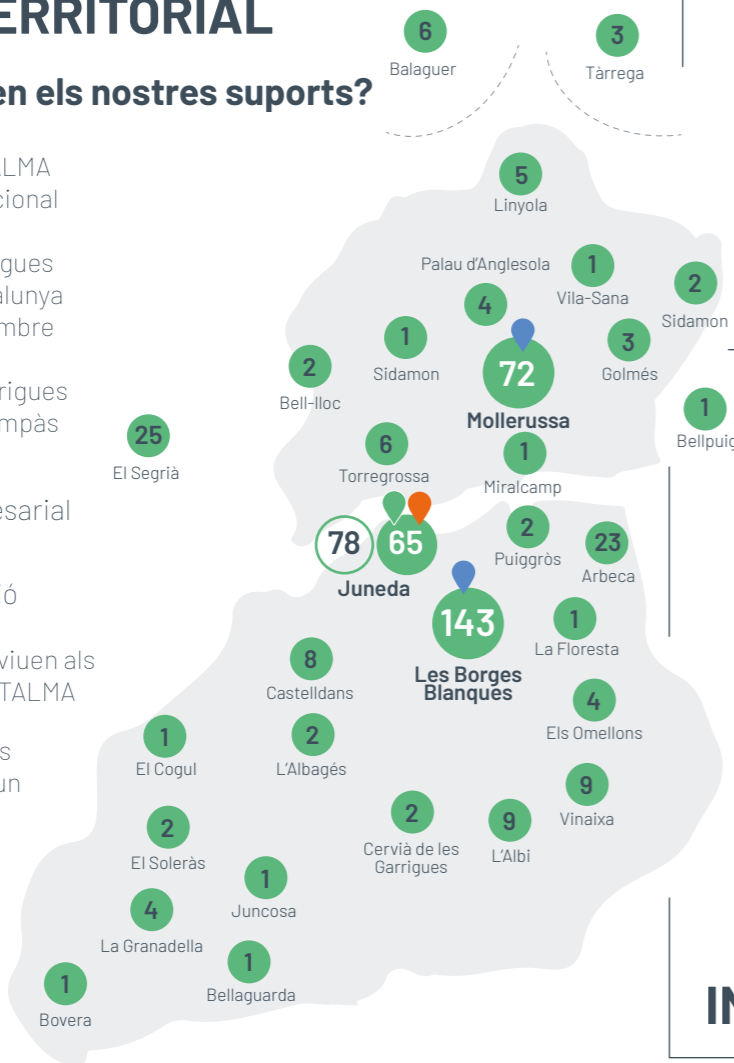 ERRITORIAL
en els nostres suports?
ALMA
cional
gues
alunya
mbre
rigues
mpàs
esarial
ió
viuen als
TALMA
s
un
6
Balaguer
3
Tàrrega
5
Linyola
Palau d'Anglesola
4
1
Vila-Sana
2
Sidamon
1
Sidamon
3
Golmés
2
Bell-lloc
72
Mollerussa
1
Bellpuig
25
El Segrià
6
Torregrossa
1
Miralcamp
78
65
Juneda
2
Puiggròs
23
Arbeca
143
Les Borges
Blanques
1
La Floresta
8
Castelldans
4
Els Omellons
1
El Cogul
2
L'Albagés
9
Vinaixa
2
Cervià de les
Garrigues
9
L'Albi
2
El Soleràs
1
Juncosa
4
La Granadella
1
Bellaguarda
1
Bovera
IN